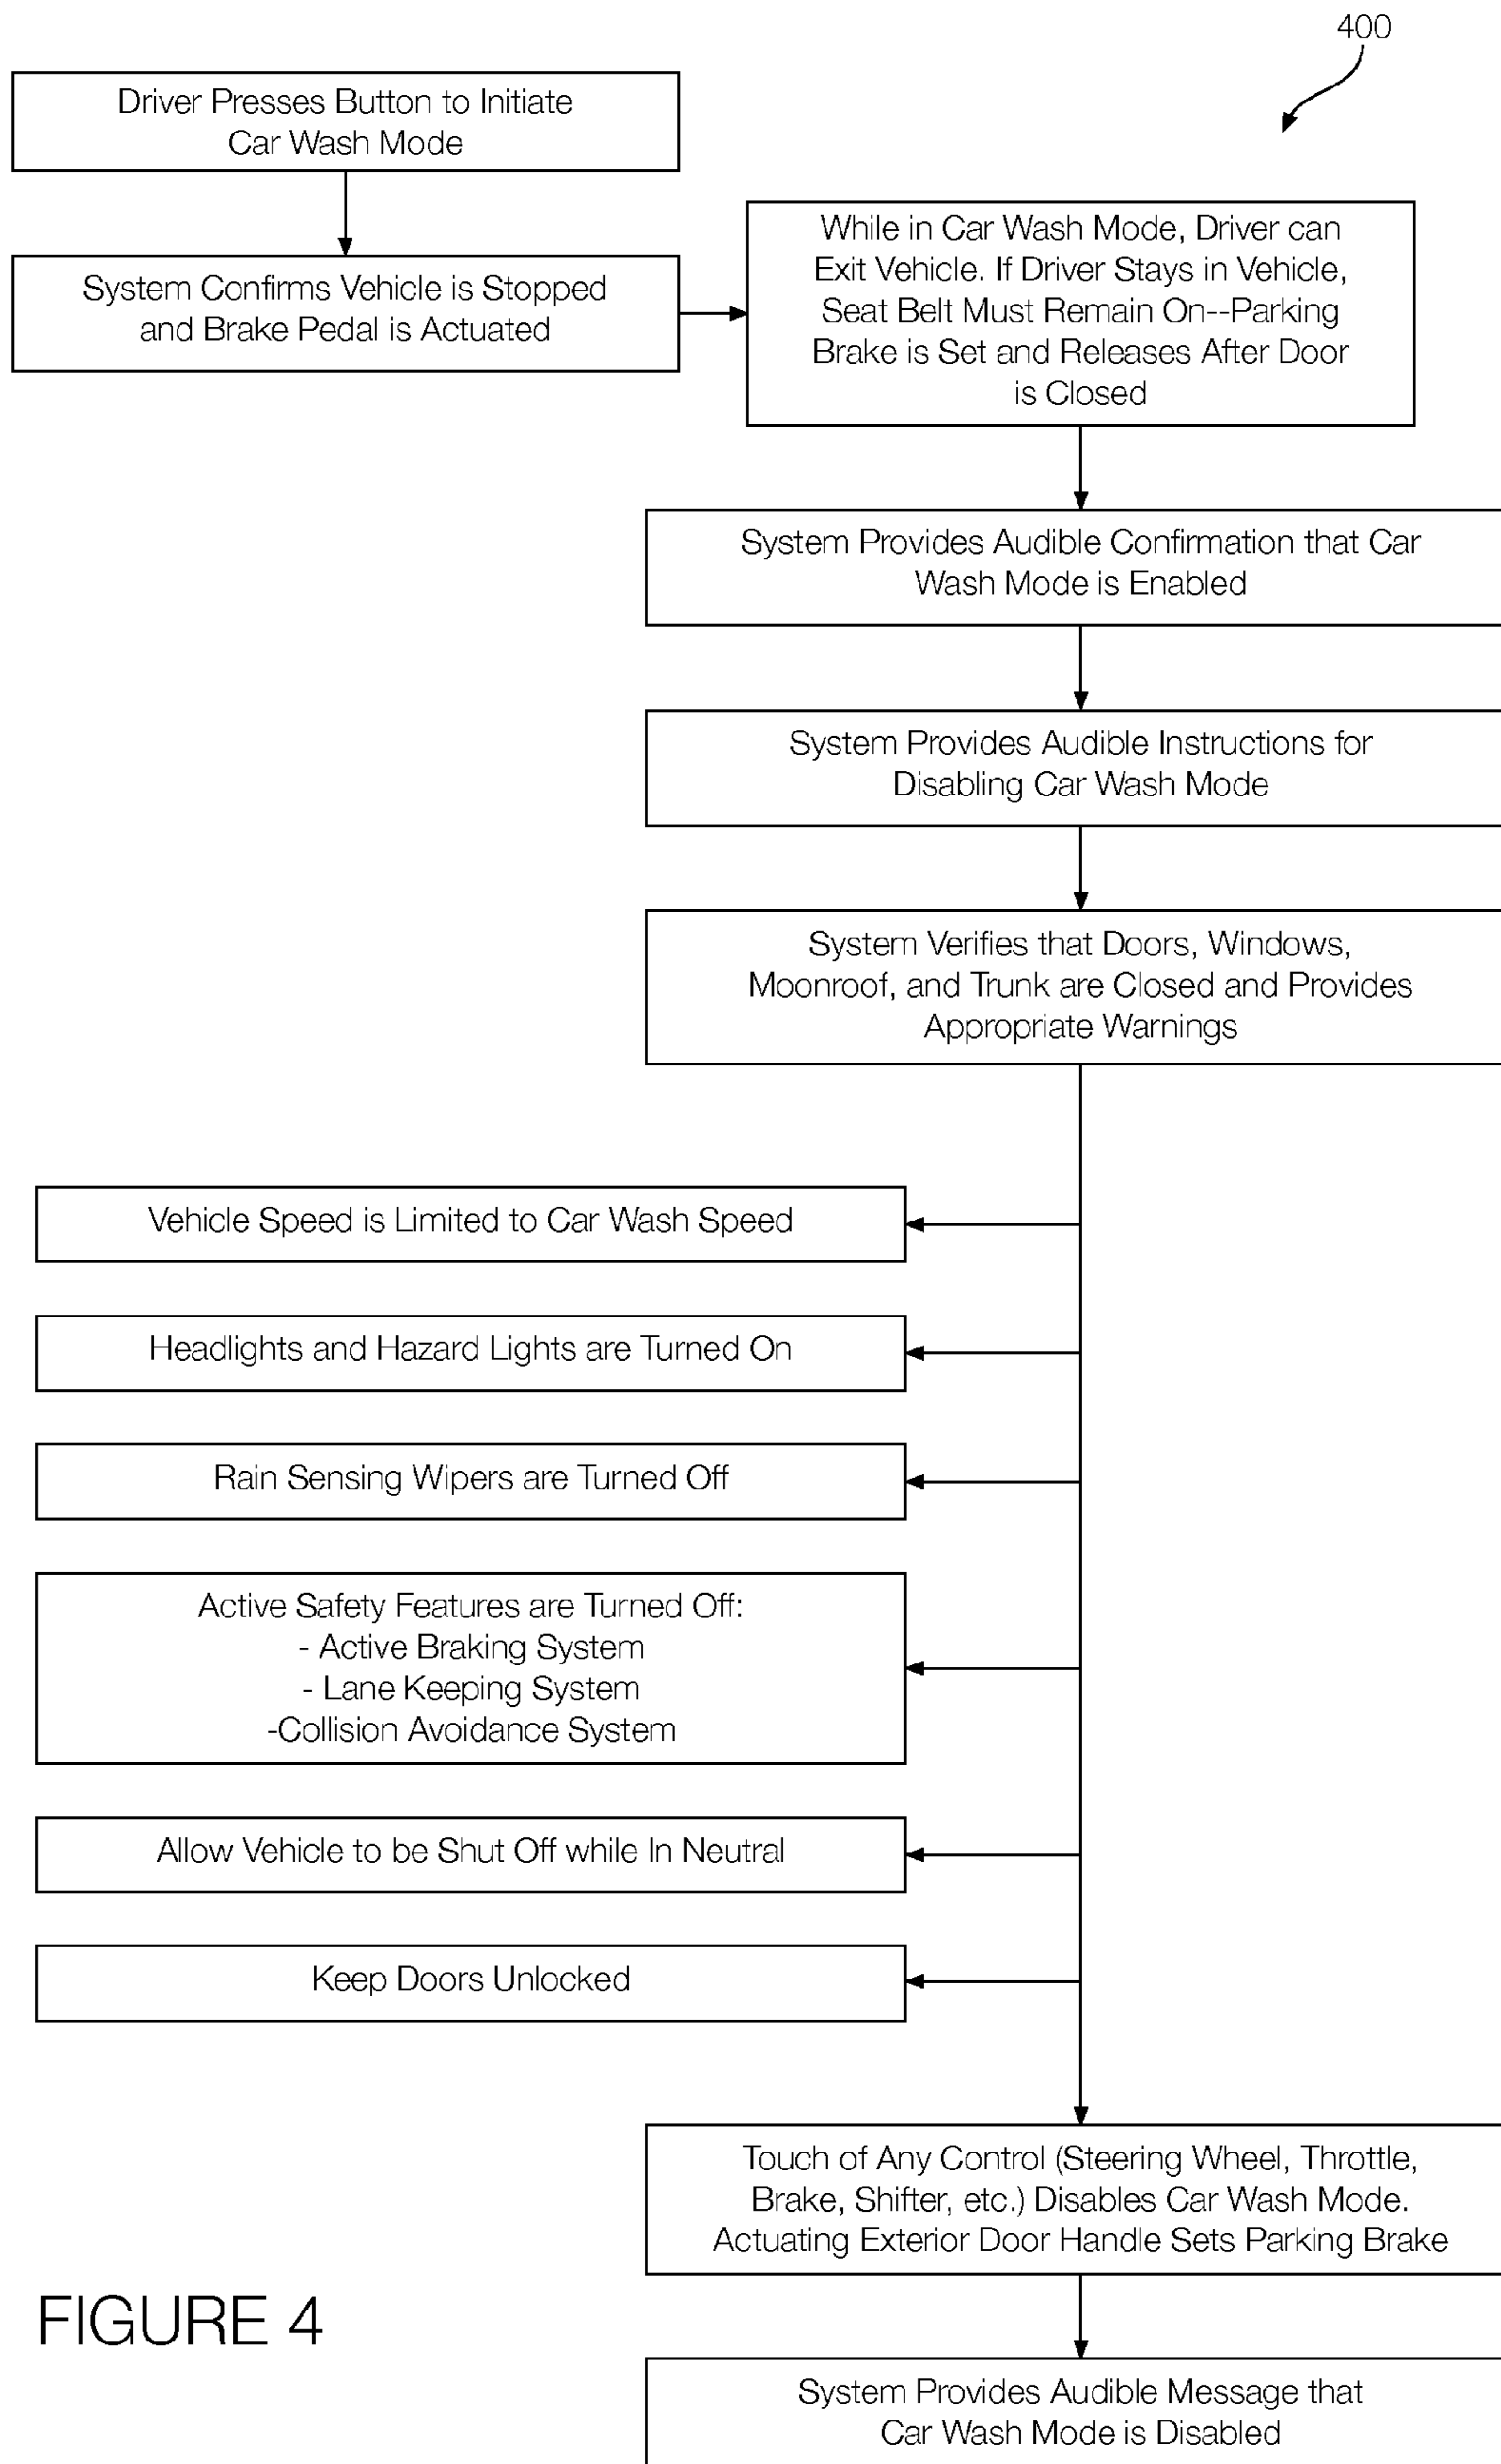 400
Driver Presses Button to Initiate
Car Wash Mode
System Confirms Vehicle is Stopped
and Brake Pedal is Actuated
While in Car Wash Mode, Driver can
Exit Vehicle. If Driver Stays in Vehicle,
Seat Belt Must Remain On--Parking
Brake is Set and Releases After Door
is Closed
System Provides Audible Confirmation that Car
Wash Mode is Enabled
System Provides Audible Instructions for
Disabling Car Wash Mode
System Verifies that Doors, Windows,
Moonroof, and Trunk are Closed and Provides
Appropriate Warnings
Vehicle Speed is Limited to Car Wash Speed
Headlights and Hazard Lights are Turned On
Rain Sensing Wipers are Turned Off
Active Safety Features are Turned Off:
- Active Braking System
- Lane Keeping System
-Collision Avoidance System
Allow Vehicle to be Shut Off while In Neutral
Keep Doors Unlocked
Touch of Any Control (Steering Wheel, Throttle,
Brake, Shifter, etc.) Disables Car Wash Mode.
Actuating Exterior Door Handle Sets Parking Brake
System Provides Audible Message that
Car Wash Mode is Disabled
FIGURE 4